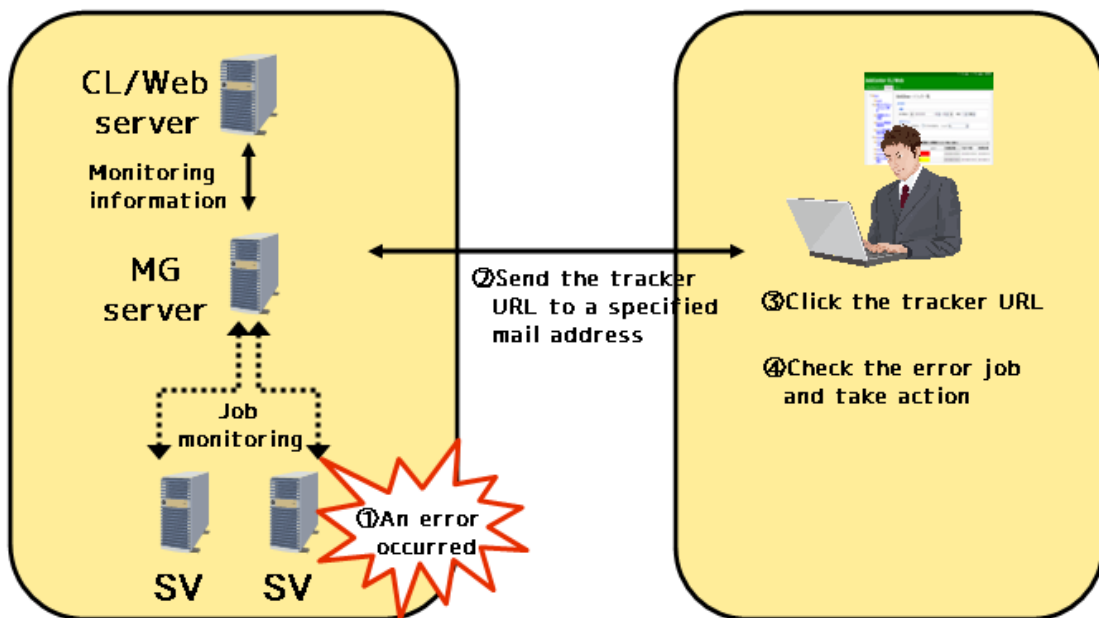 CL/Web
server
Monitoring
information
MG
server
Job
monitoring
SV
SV
①An error
occurred
②Send the tracker
URL to a specified
mail address
③Click the tracker URL
④Check the error job
and take action